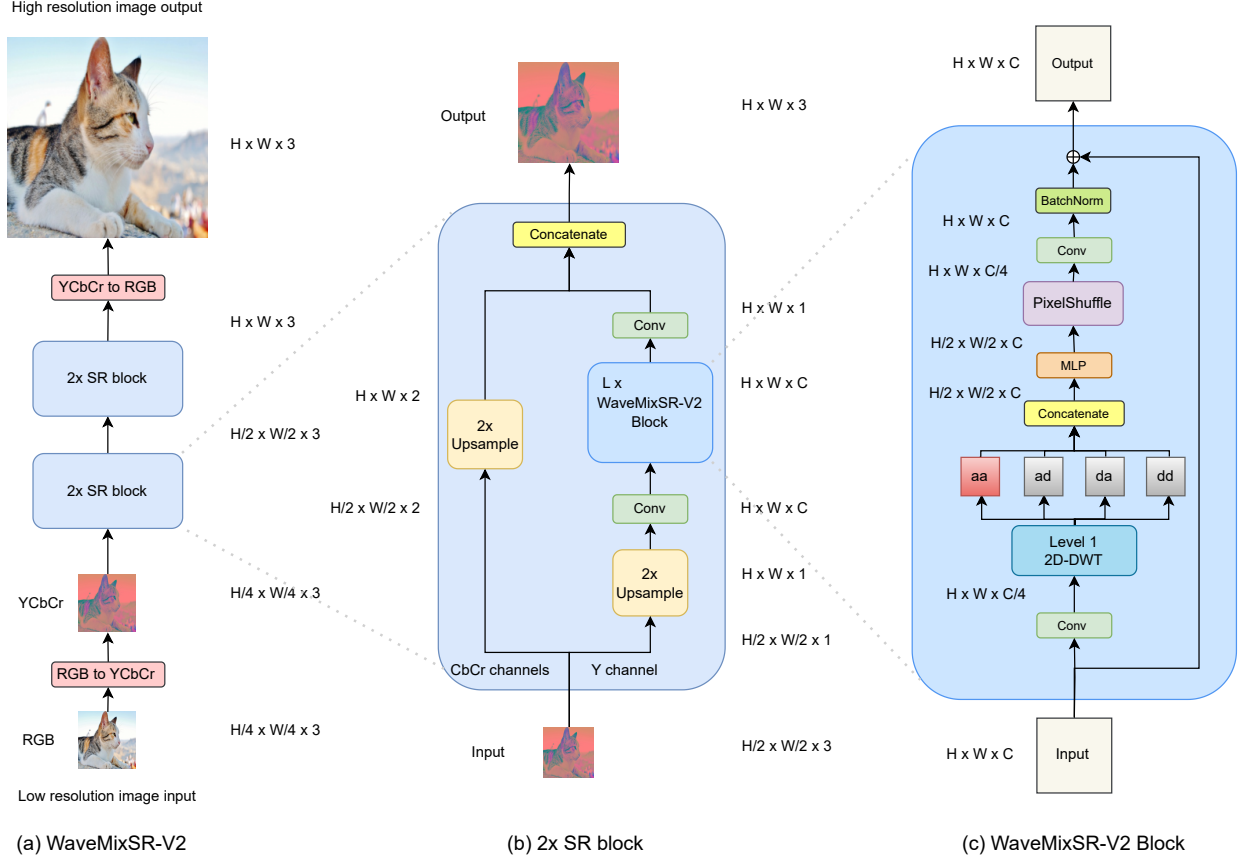 High resolution image output
H x W x 3
YCbCr to RGB
H x W x 3
2x SR block
H/2 x W/2 x 3
2x SR block
YCbCr
H/4 x W/4 x 3
RGB to YCbCr
RGB
H/4 x W/4 x 3
Low resolution image input
(a) WaveMixSR-V2
Output
H x W x 3
Concatenate
H x W x 1
Conv
L x
WaveMixSR-V2
Block
H x W x 2
H x W x C
2x
Upsample
H/2 x W/2 x 2
Conv
H x W x C
2x
Upsample
H x W x 1
H/2 x W/2 x 1
CbCr channels
Y channel
Input
H/2 x W/2 x 3
(b) 2x SR block
H x W x C
Output
BatchNorm
H x W x C
Conv
H x W x C/4
PixelShuffle
H/2 x W/2 x C
MLP
H/2 x W/2 x C
Concatenate
aa
ad
da
dd
Level 1
2D-DWT
H x W x C/4
Conv
H x W x C
Input
(c) WaveMixSR-V2 Block